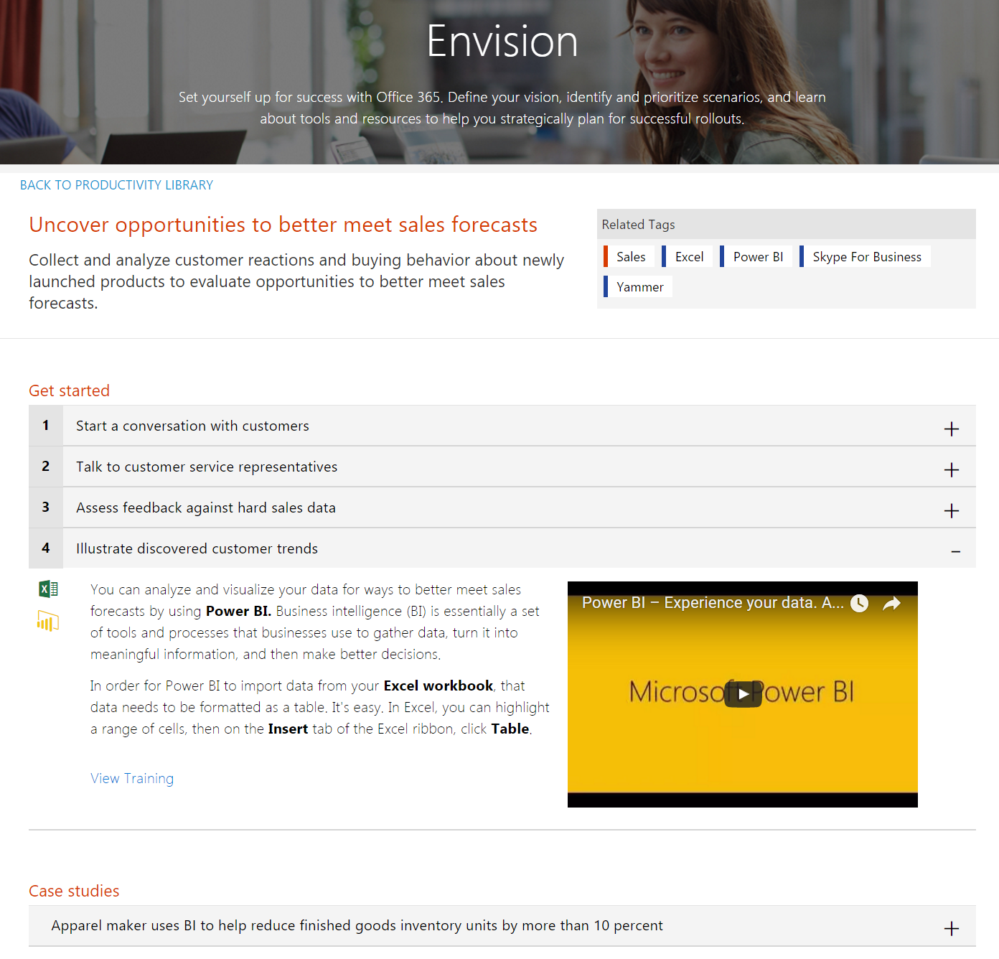 Envision
Set yourself up for success with Office 365. Define your vision, identify and prioritize scenarios, and learn
about tools and resources to help you strategically plan for successful rollouts.
BACK TO PRODUCTIVITY LIBRARY
Uncover opportunities to better meet sales forecasts
Collect and analyze customer reactions and buying behavior about newly
launched products to evaluate opportunities to better meet sales
forecasts.
Related Tags
Sales Excel Power BI Skype For Business
Yammer
Get started
1 Start a conversation with customers
2 Talk to customer service representatives
3 Assess feedback against hard sales data
4 Illustrate discovered customer trends
You can analyze and visualize your data for ways to better meet sales
forecasts by using Power BI. Business intelligence (BI) is essentially a set
of tools and processes that businesses use to gather data, turn it into
meaningful information, and then make better decisions.
In order for Power BI to import data from your Excel workbook, that
data needs to be formatted as a table. It's easy. In Excel, you can highlight
a range of cells, then on the Insert tab of the Excel ribbon, click Table.
View Training
Power BI – Experience your data. A...
Microsoft Power BI
Case studies
Apparel maker uses BI to help reduce finished goods inventory units by more than 10 percent